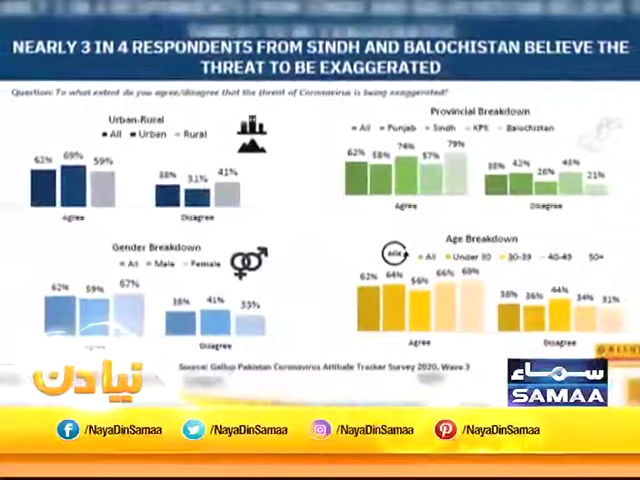 NEARLY 3 IN 4 RESPONDENTS FROM SINDH AND BALOCHISTAN BELIEVE THE
THREAT TO BE EXAGGERATED
Question: To what extent do you agree/disagree that the threat of Coronavirus is being exaggerated?
Urban-Rural
All Urban Rural
62% 69% 59%
38% 31% 41%
Agree Disagree
Provincial Breakdown
All Punjab Sindh KPK Balochistan
62% 58% 74% 57% 79%
38% 42% 26% 43% 21%
Agree Disagree
Gender Breakdown
All Male Female
62% 59% 67%
38% 41% 33%
Agree Disagree
Age Breakdown
All Under 30 30-39 40-49 50+
62% 64% 56% 66% 69%
38% 36% 44% 34% 31%
Agree Disagree
Source: Gallup Pakistan Coronavirus Attitude Tracker Survey 2020, Wave 3
نیا دن
سماء
SAMAA
/NayaDinSamaa /NayaDinSamaa /NayaDinSamaa /NayaDinSamaa